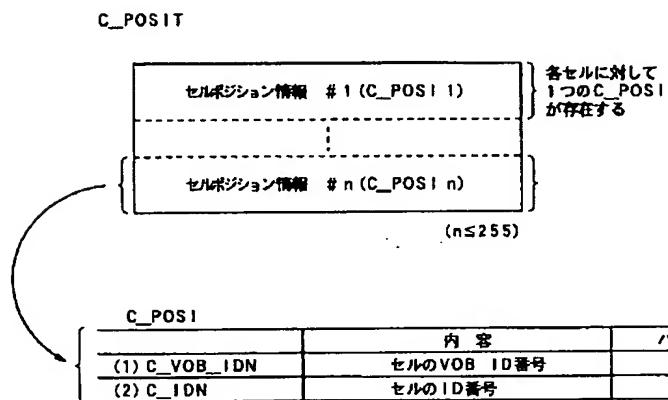 C_POSIT
セルポジション情報 #1(C_POSI 1)
各セルに対して
1つのC_POSI
が存在する
セルポジション情報 #n(C_POSI n)
(n≤255)
C_POSI
内 容
(1) C_VOB_IDN セルのVOB ID番号
(2) C_IDN セルのID番号